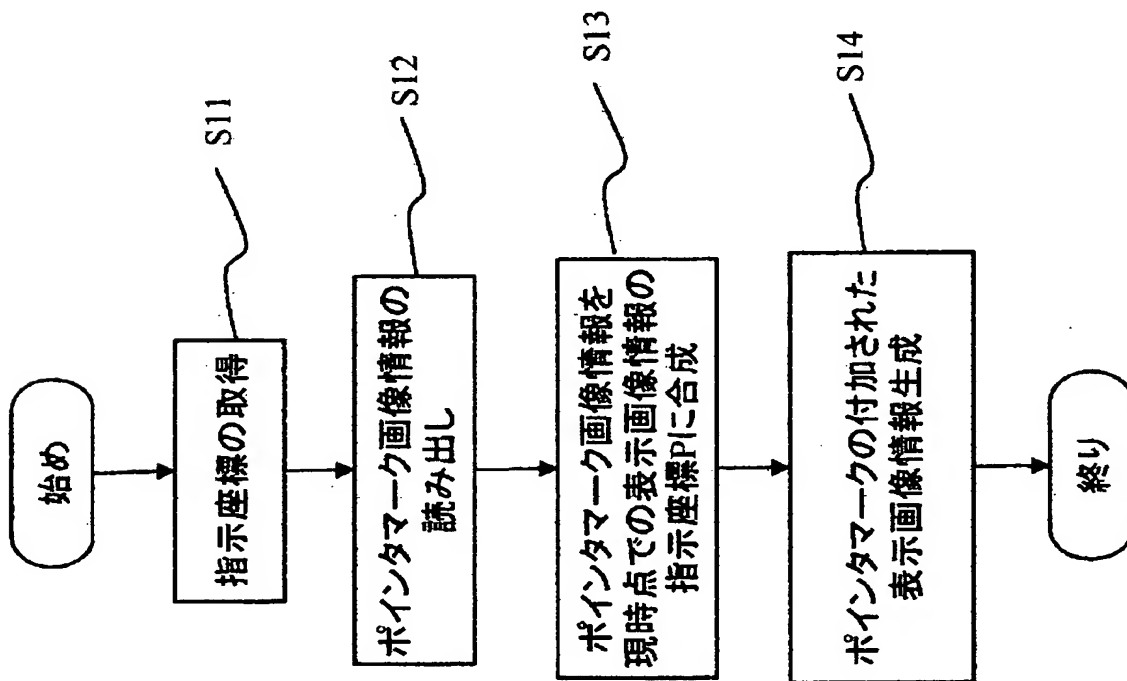 始め
指示座標の取得
S11
ポインタマーク画像情報の
読み出し
S12
ポインタマーク画像情報を
現時点での表示画像情報の
指示座標Pに合成
S13
ポインタマークの付加された
表示画像情報生成
S14
終り